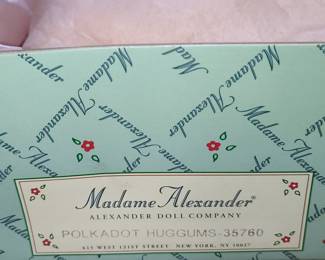 Madame Alexander
Madame Alexander
Madame Alexander
Madame Alexander
Madame Alexander®
ALEXANDER DOLL COMPANY
POLKADOT HUGGUMS-35760
615 WEST 131ST STREET NEW YORK, NY 10027